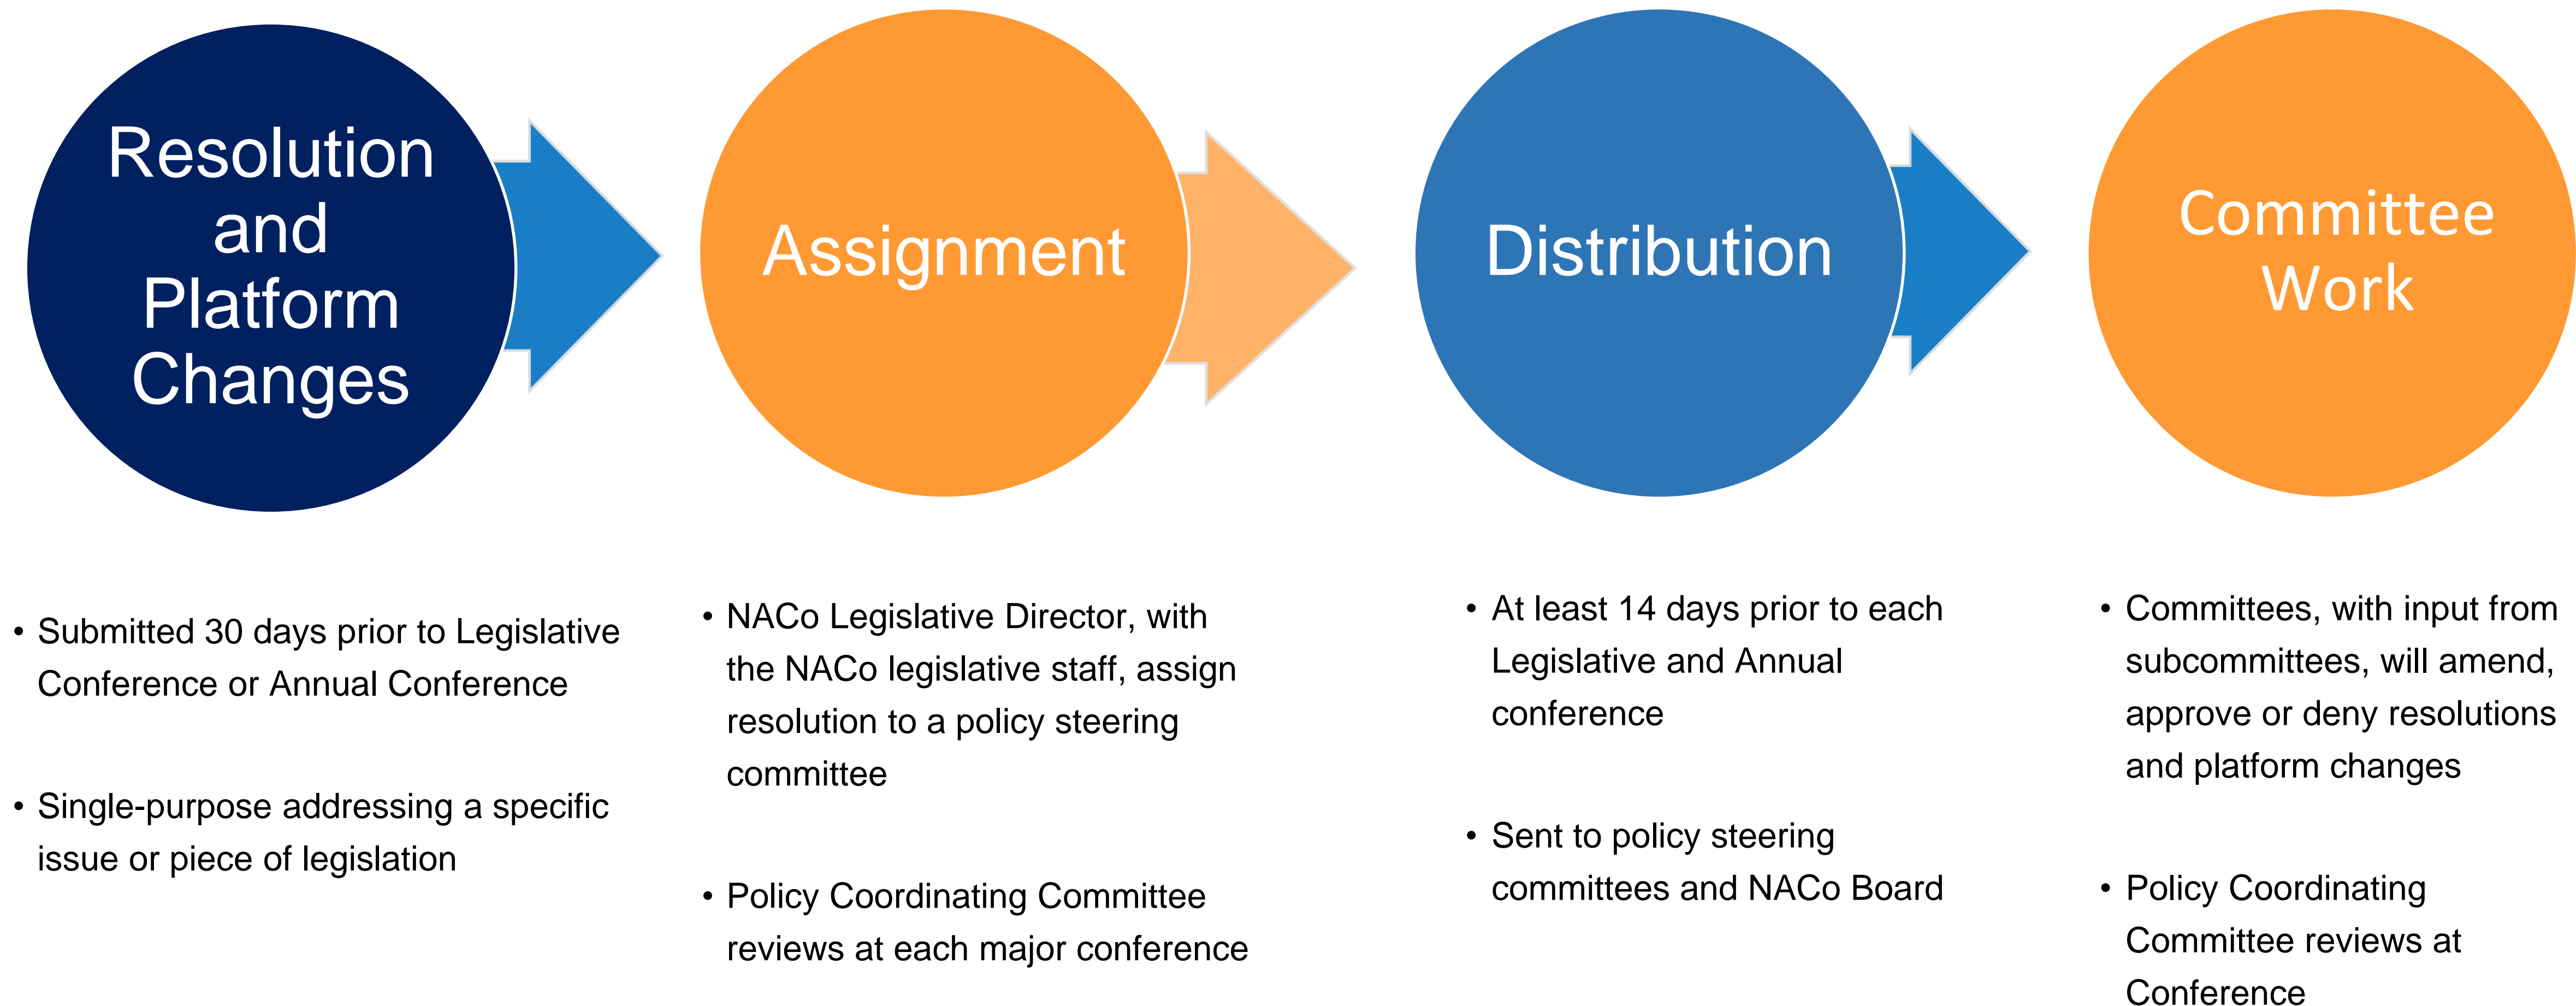 Resolution
and
Platform
Changes
Assignment
Distribution
Committee
Work
• Submitted 30 days prior to Legislative
Conference or Annual Conference
• Single-purpose addressing a specific
issue or piece of legislation
• NACo Legislative Director, with
the NACo legislative staff, assign
resolution to a policy steering
committee
• Policy Coordinating Committee
reviews at each major conference
• At least 14 days prior to each
Legislative and Annual
conference
• Sent to policy steering
committees and NACo Board
• Committees, with input from
subcommittees, will amend,
approve or deny resolutions
and platform changes
• Policy Coordinating
Committee reviews at
Conference